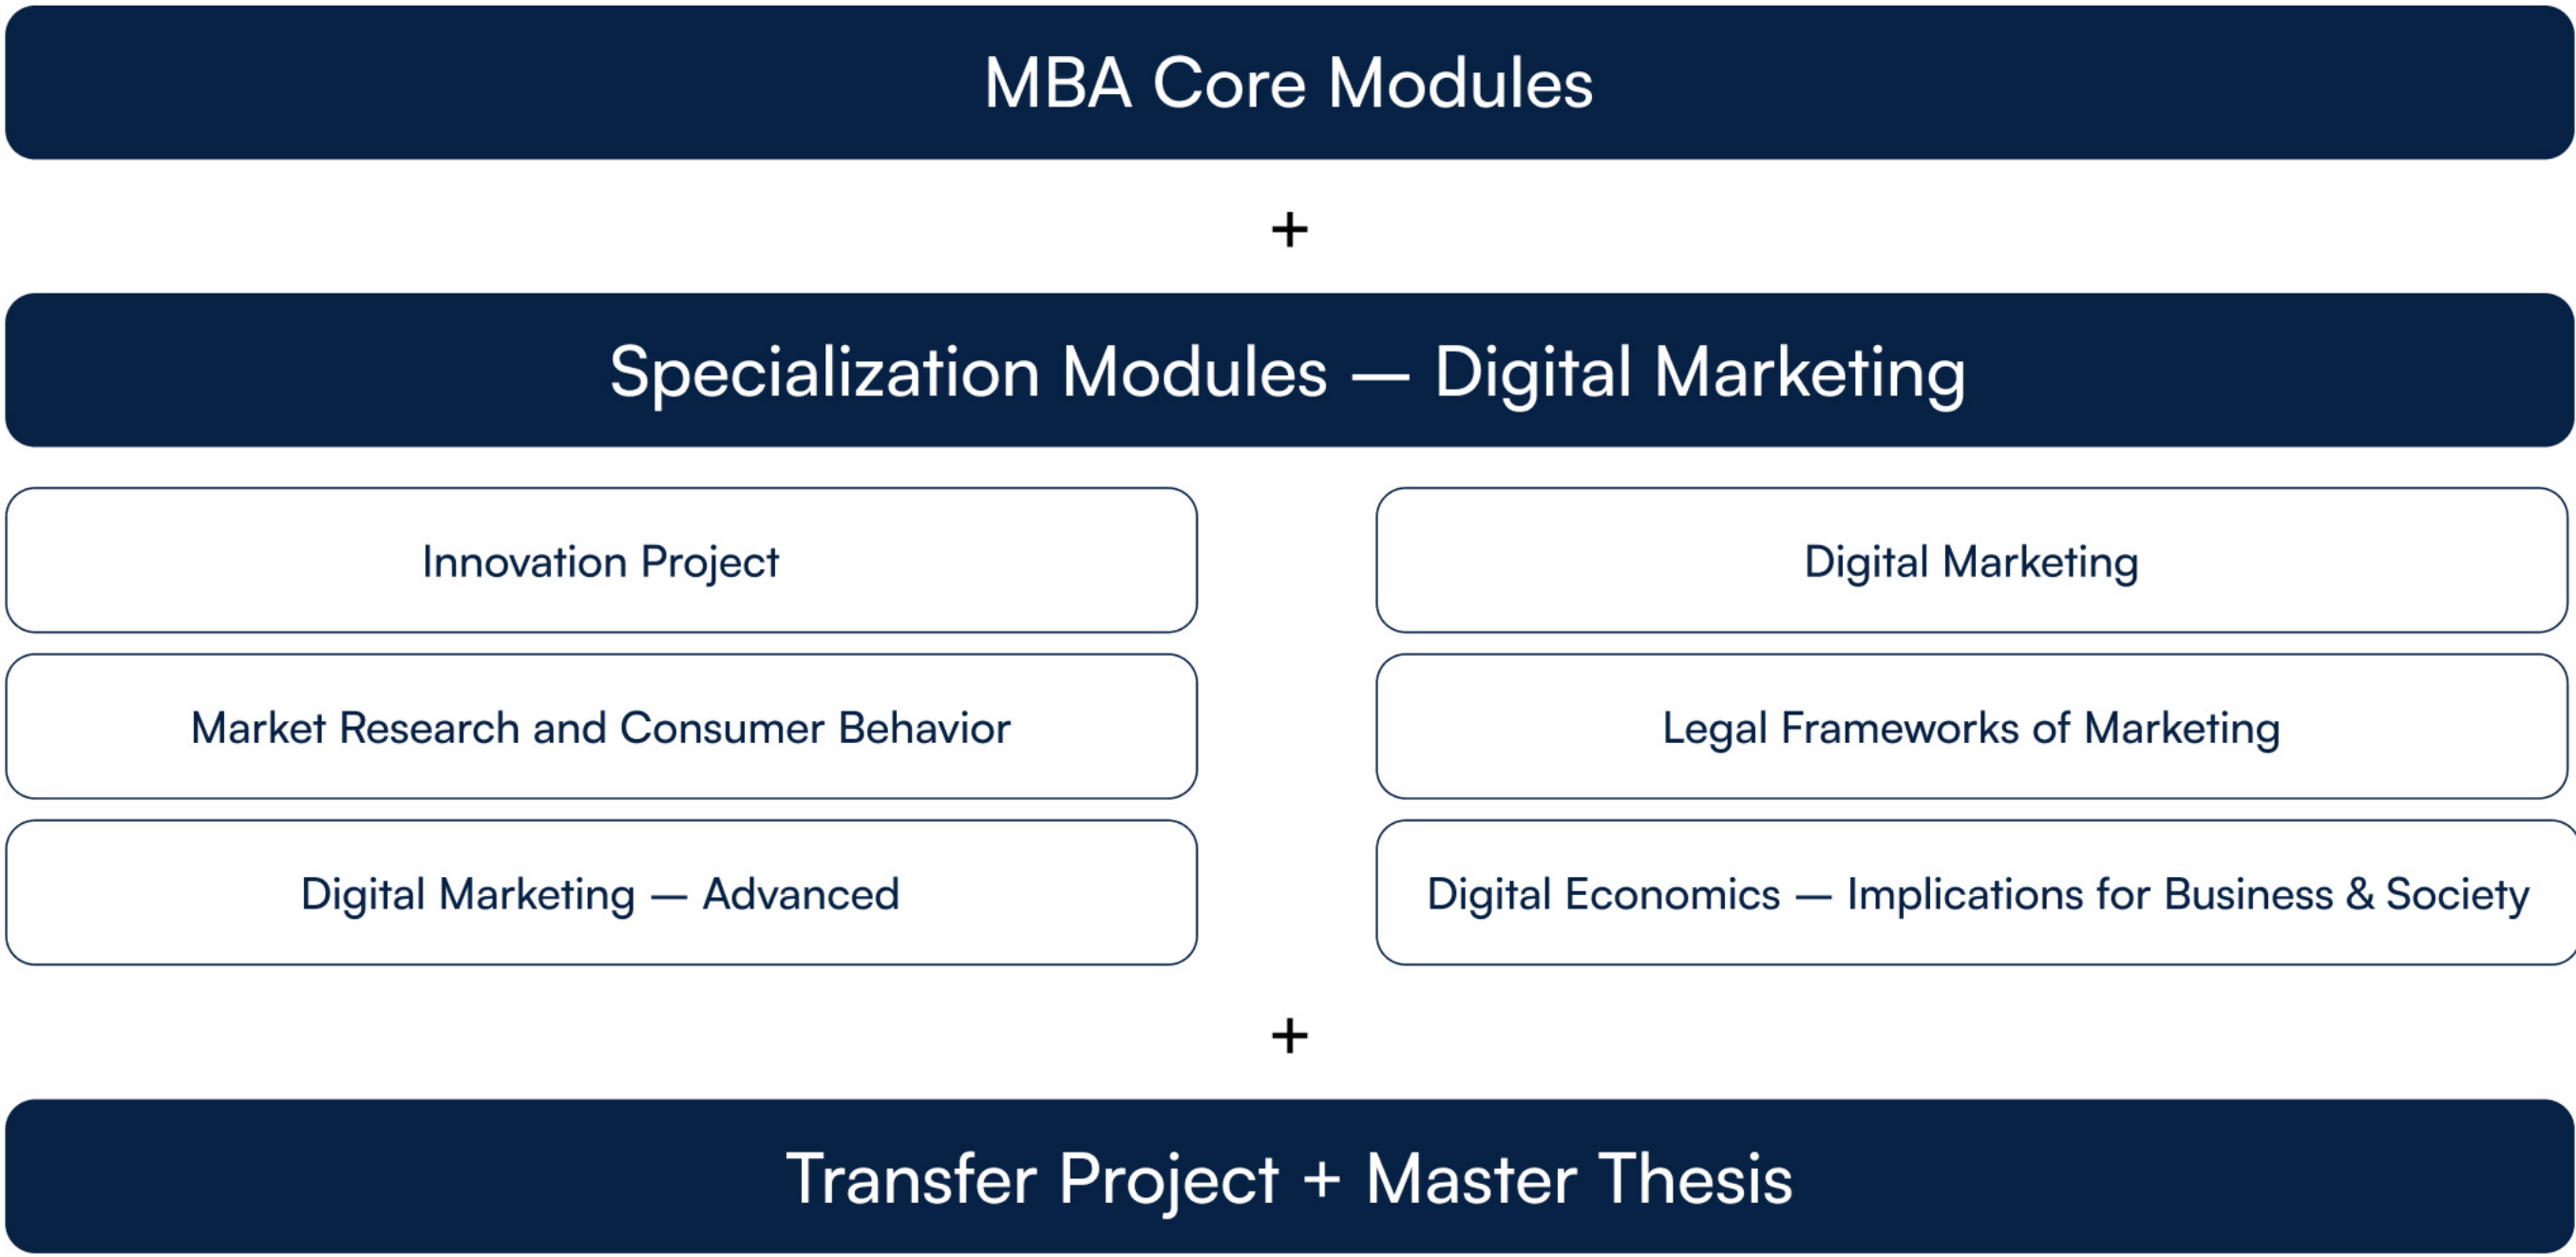 MBA Core Modules
+
Specialization Modules — Digital Marketing
Innovation Project
Digital Marketing
Market Research and Consumer Behavior
Legal Frameworks of Marketing
Digital Marketing — Advanced
Digital Economics — Implications for Business & Society
+
Transfer Project + Master Thesis